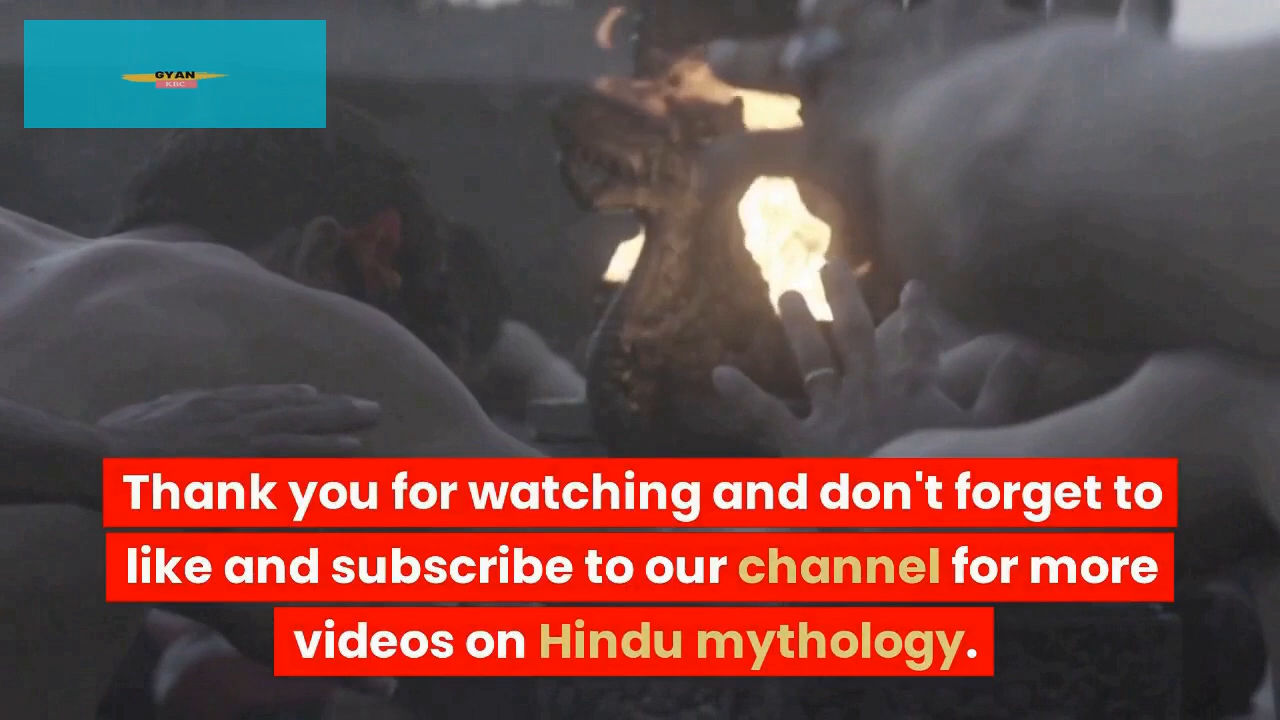 GYAN
KBC
Thank you for watching and don't forget to
like and subscribe to our channel for more
videos on Hindu mythology.